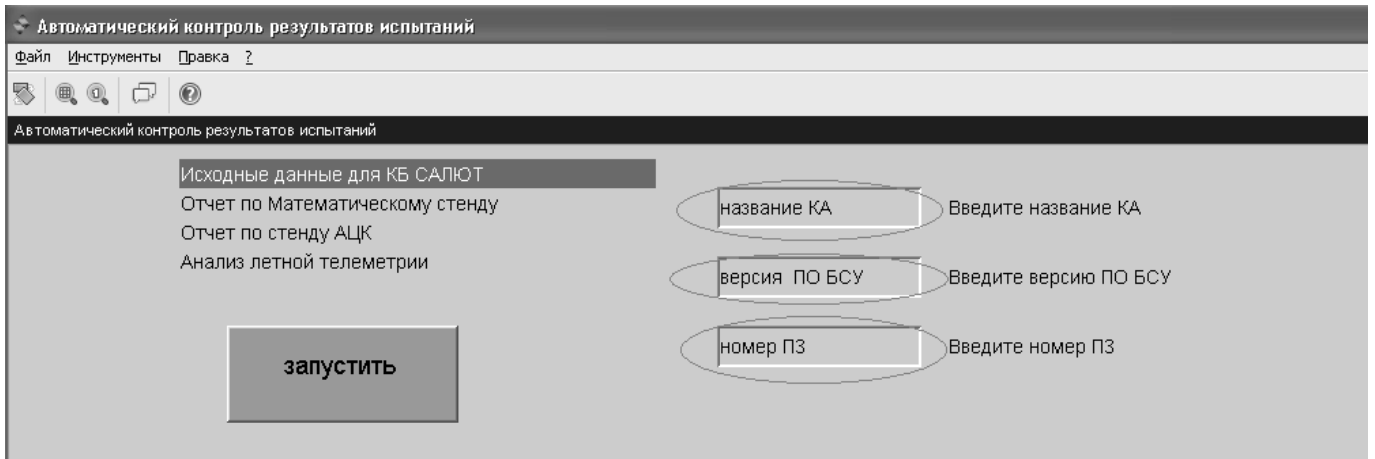 Автоматический контроль результатов испытаний
Файл Инструменты Правка ?
Автоматический контроль результатов испытаний
Исходные данные для КБ САЛЮТ
Отчет по Математическому стенду
Отчет по стенду АЦК
Анализ летной телеметрии
запустить
название КА Введите название КА
версия ПО БСУ Введите версию ПО БСУ
номер ПЗ Введите номер ПЗ